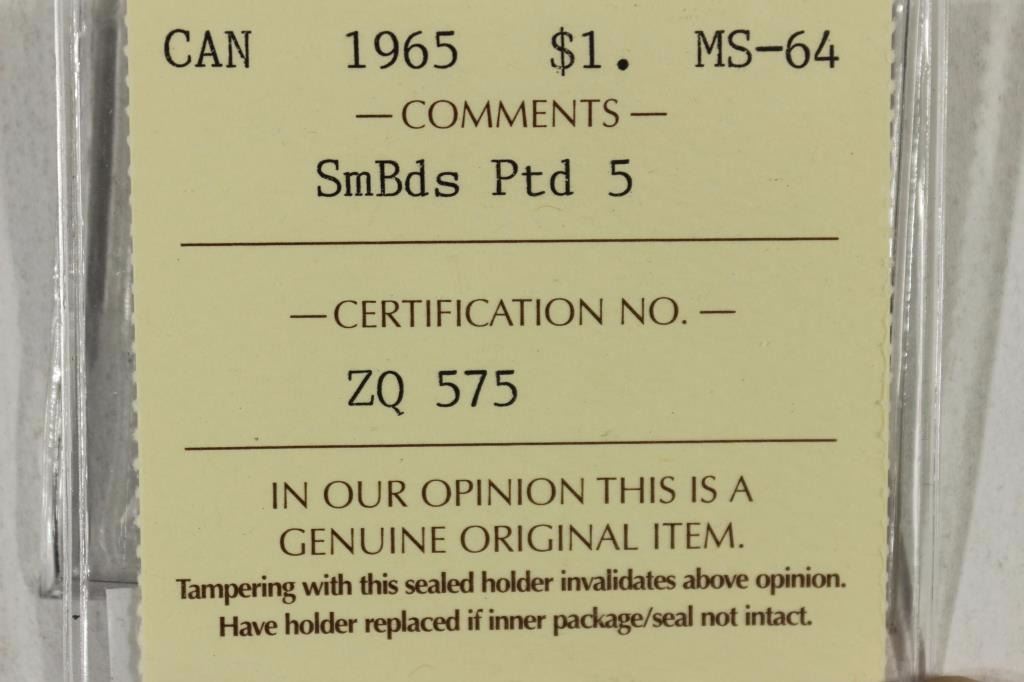 CAN 1965 $1. MS-64
— COMMENTS —
SmBds Ptd 5
— CERTIFICATION NO. —
ZQ 575
IN OUR OPINION THIS IS A
GENUINE ORIGINAL ITEM.
Tampering with this sealed holder invalidates above opinion.
Have holder replaced if inner package/seal not intact.